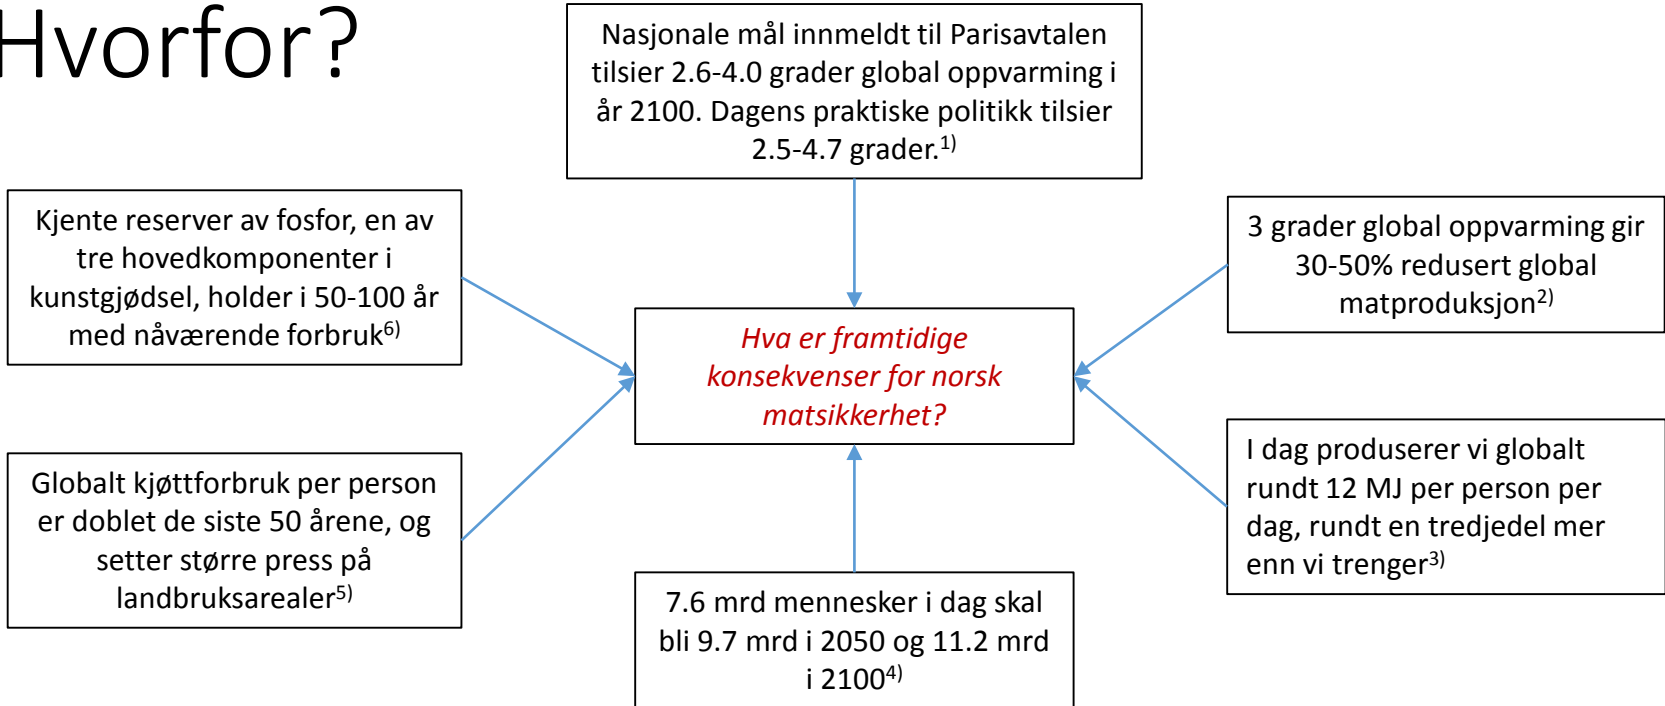 Hvorfor?
Nasjonale mål innmeldt til Parisavtalen
tilsier 2.6-4.0 grader global oppvarming i
år 2100. Dagens praktiske politikk tilsier
2.5-4.7 grader.1)
Kjente reserver av fosfor, en av
tre hovedkomponenter i
kunstgjødsel, holder i 50-100 år
med nåværende forbruk6)
3 grader global oppvarming gir
30-50% redusert global
matproduksjon2)
Hva er framtidige
konsekvenser for norsk
matsikkerhet?
Globalt kjøttforbruk per person
er doblet de siste 50 årene, og
setter større press på
landbruksarealer5)
I dag produserer vi globalt
rundt 12 MJ per person per
dag, rundt en tredjedel mer
enn vi trenger3)
7.6 mrd mennesker i dag skal
bli 9.7 mrd i 2050 og 11.2 mrd
i 21004)